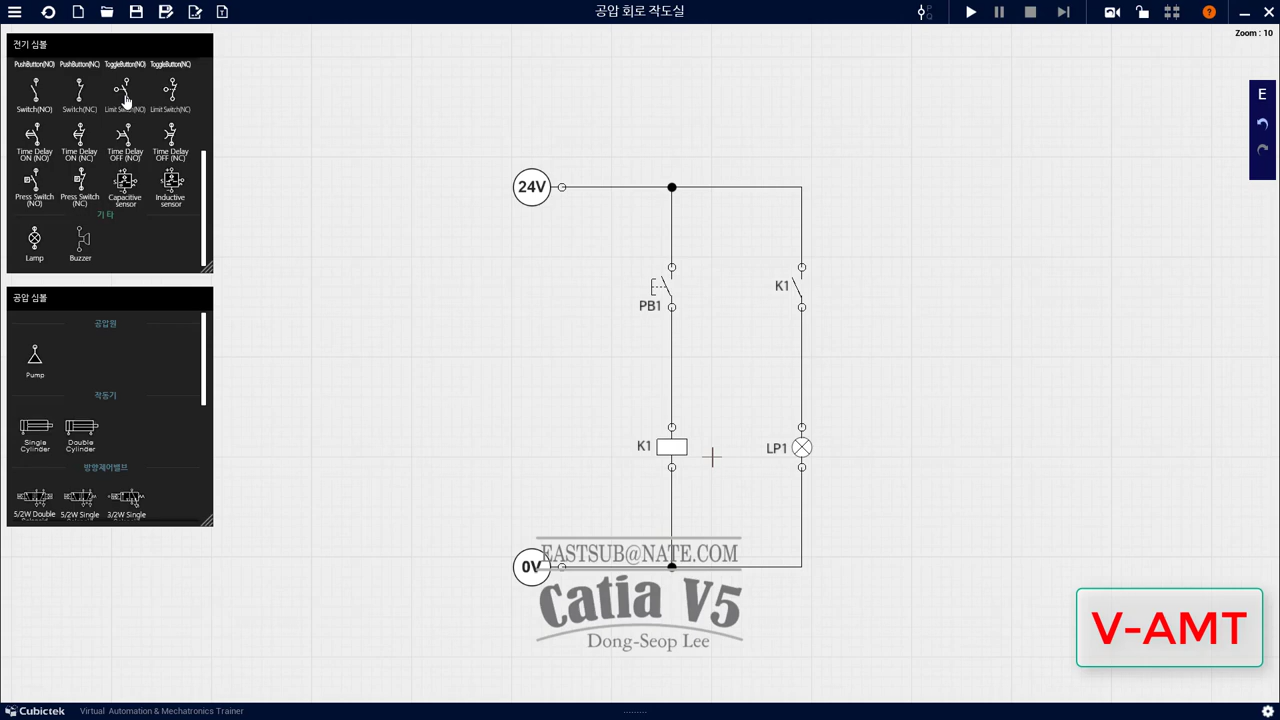 공압 회로 작도실
Zoom : 10
E
전기 심볼
PushButton(NO) PushButton(NC) ToggleButton(NO) ToggleButton(NC)
Switch(NO) Switch(NC) Limit Switch(NO) Limit Switch(NC)
Time Delay ON (NO)
Time Delay ON (NC)
Time Delay OFF (NO)
Time Delay OFF (NC)
Press Switch (NO)
Press Switch (NC)
Capacitive sensor
Inductive sensor
기 타
Lamp Buzzer
공압 심볼
공압원
Pump
작동기
Single Cylinder
Double Cylinder
방향제어밸브
5/2W Double
5/2W Single
3/2W Single
24V
PB1
K1
K1
LP1
0V
EASTSUB@NATE.COM
Catia V5
Dong-Seop Lee
V-AMT
Cubictek Virtual Automation & Mechatronics Trainer